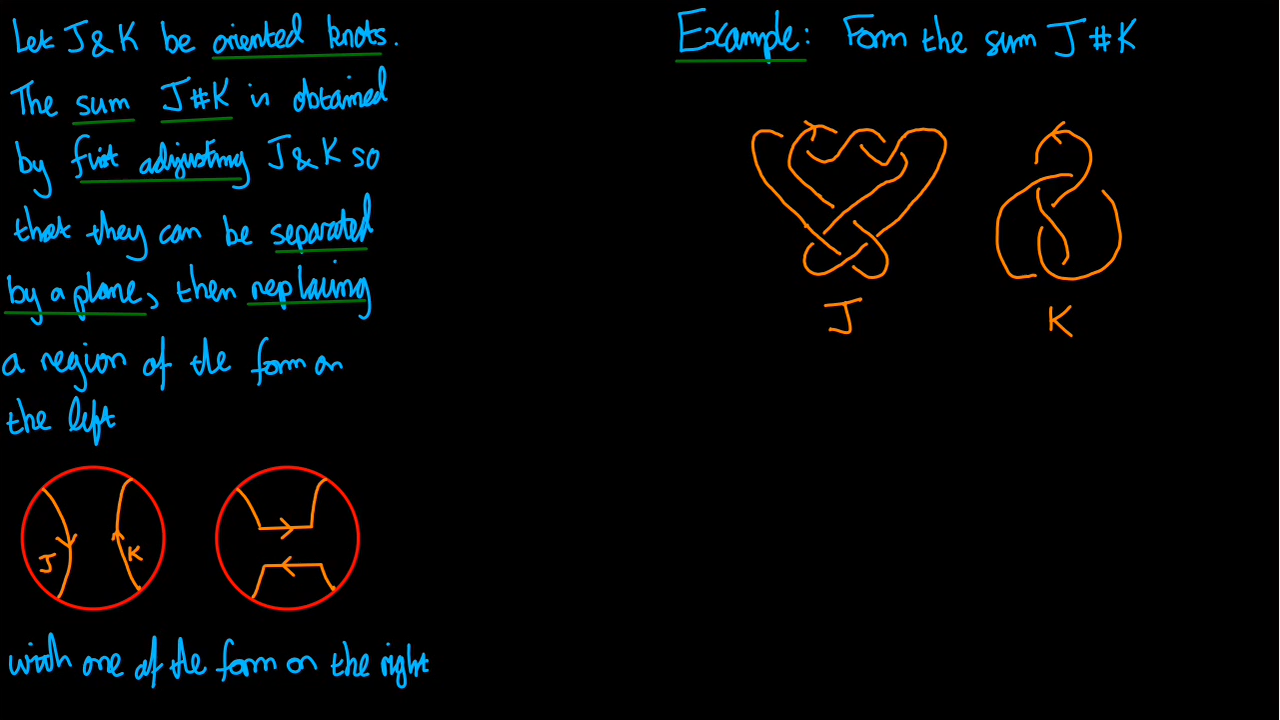 Let J & K be oriented knots.
The sum J#K is obtained
by first adjusting J & K so
that they can be separated
by a plane, then replacing
a region of the form on
the left
J K
with one of the form on the right
Example: Form the sum J#K
J K